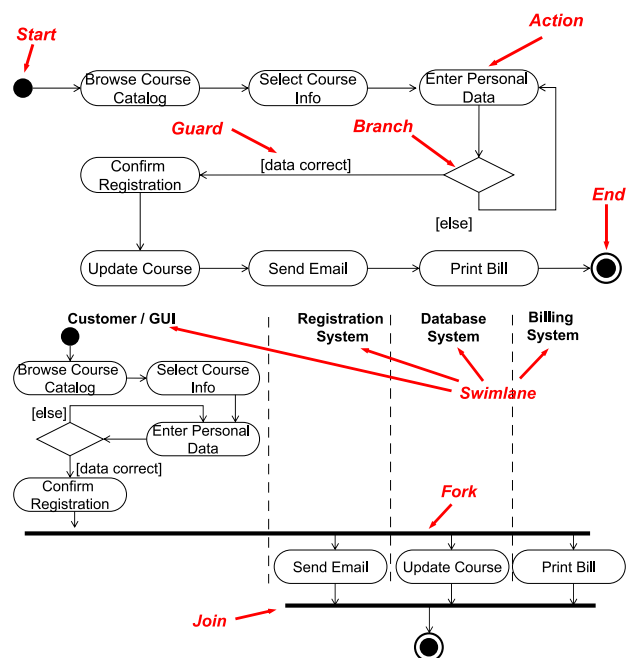 Start
Action
Browse Course
Catalog
Select Course
Info
Enter Personal
Data
Guard
Branch
[data correct]
Confirm
Registration
[else]
End
Update Course
Send Email
Print Bill
Customer / GUI
Registration
System
Database
System
Billing
System
Browse Course
Catalog
Select Course
Info
Swimlane
[else]
Enter Personal
Data
[data correct]
Confirm
Registration
Fork
Send Email
Update Course
Print Bill
Join